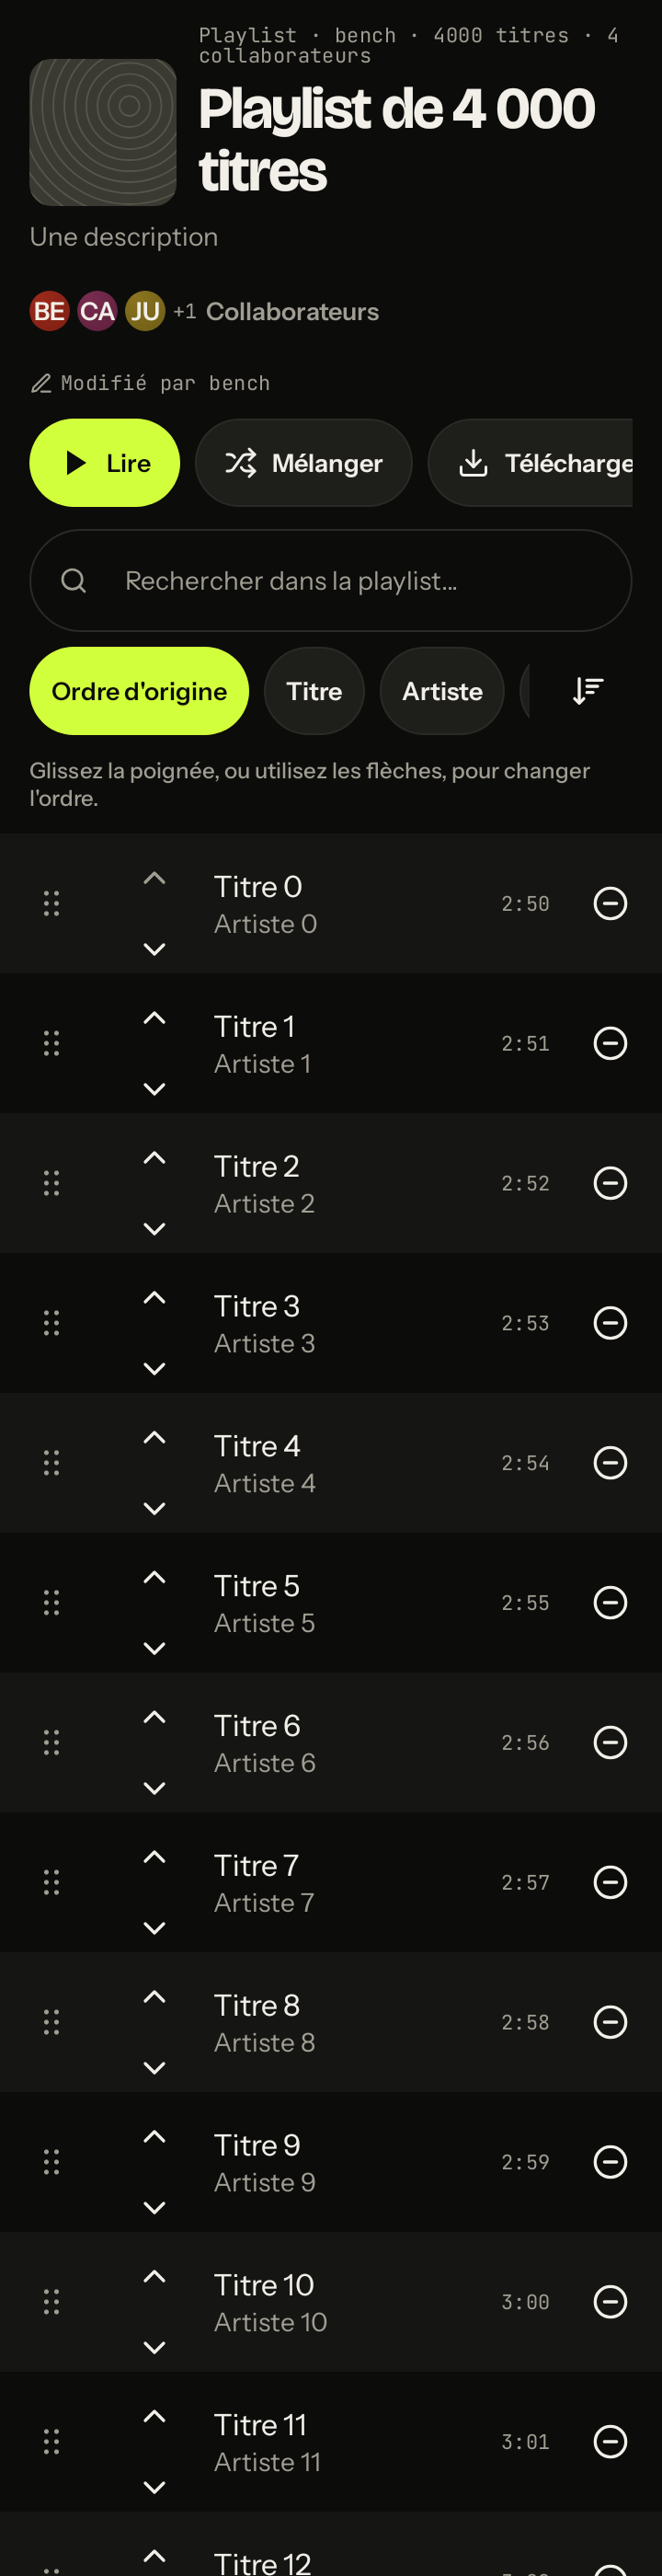 Playlist · bench · 4000 titres · 4
collaborateurs
Playlist de 4 000
titres
Une description
BE CA JU +1 Collaborateurs
Modifié par bench
Lire Mélanger Télécharge
Rechercher dans la playlist…
Ordre d'origine Titre Artiste
Glissez la poignée, ou utilisez les flèches, pour changer
l'ordre.
Titre 0
Artiste 0
2:50
Titre 1
Artiste 1
2:51
Titre 2
Artiste 2
2:52
Titre 3
Artiste 3
2:53
Titre 4
Artiste 4
2:54
Titre 5
Artiste 5
2:55
Titre 6
Artiste 6
2:56
Titre 7
Artiste 7
2:57
Titre 8
Artiste 8
2:58
Titre 9
Artiste 9
2:59
Titre 10
Artiste 10
3:00
Titre 11
Artiste 11
3:01
Titre 12